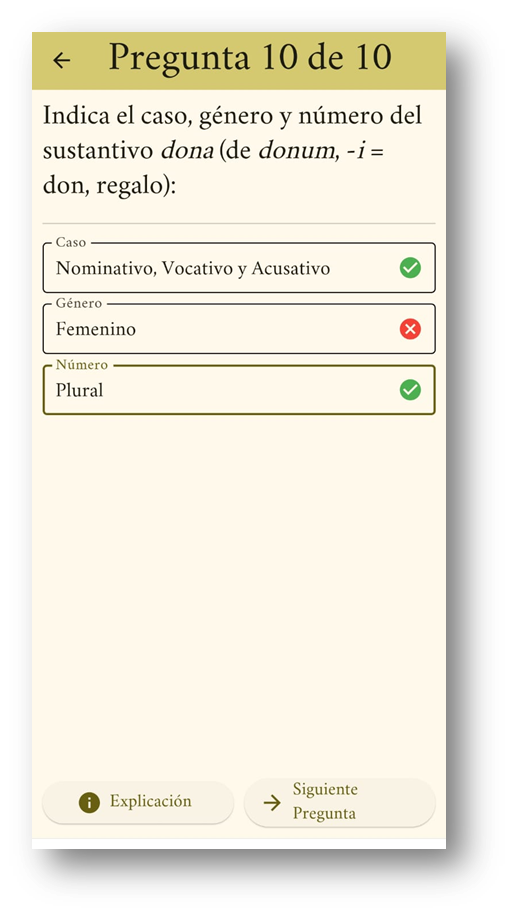 Pregunta 10 de 10
Indica el caso, género y número del
sustantivo dona (de donum, -i =
don, regalo):
Caso
Nominativo, Vocativo y Acusativo
Género
Femenino
Número
Plural
Explicación
Siguiente
Pregunta